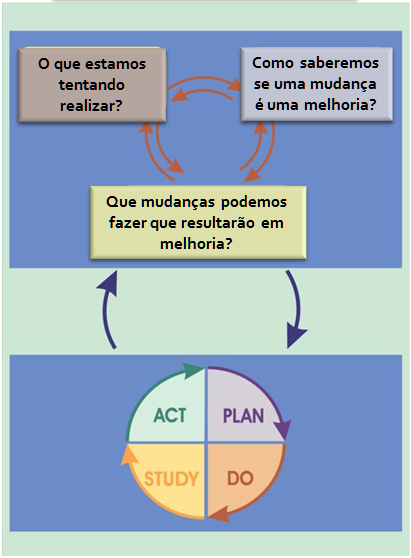 O que estamos
tentando
realizar?
Como saberemos
se uma mudança
é uma melhoria?
Que mudanças podemos
fazer que resultarão em
melhoria?
ACT
PLAN
STUDY
DO